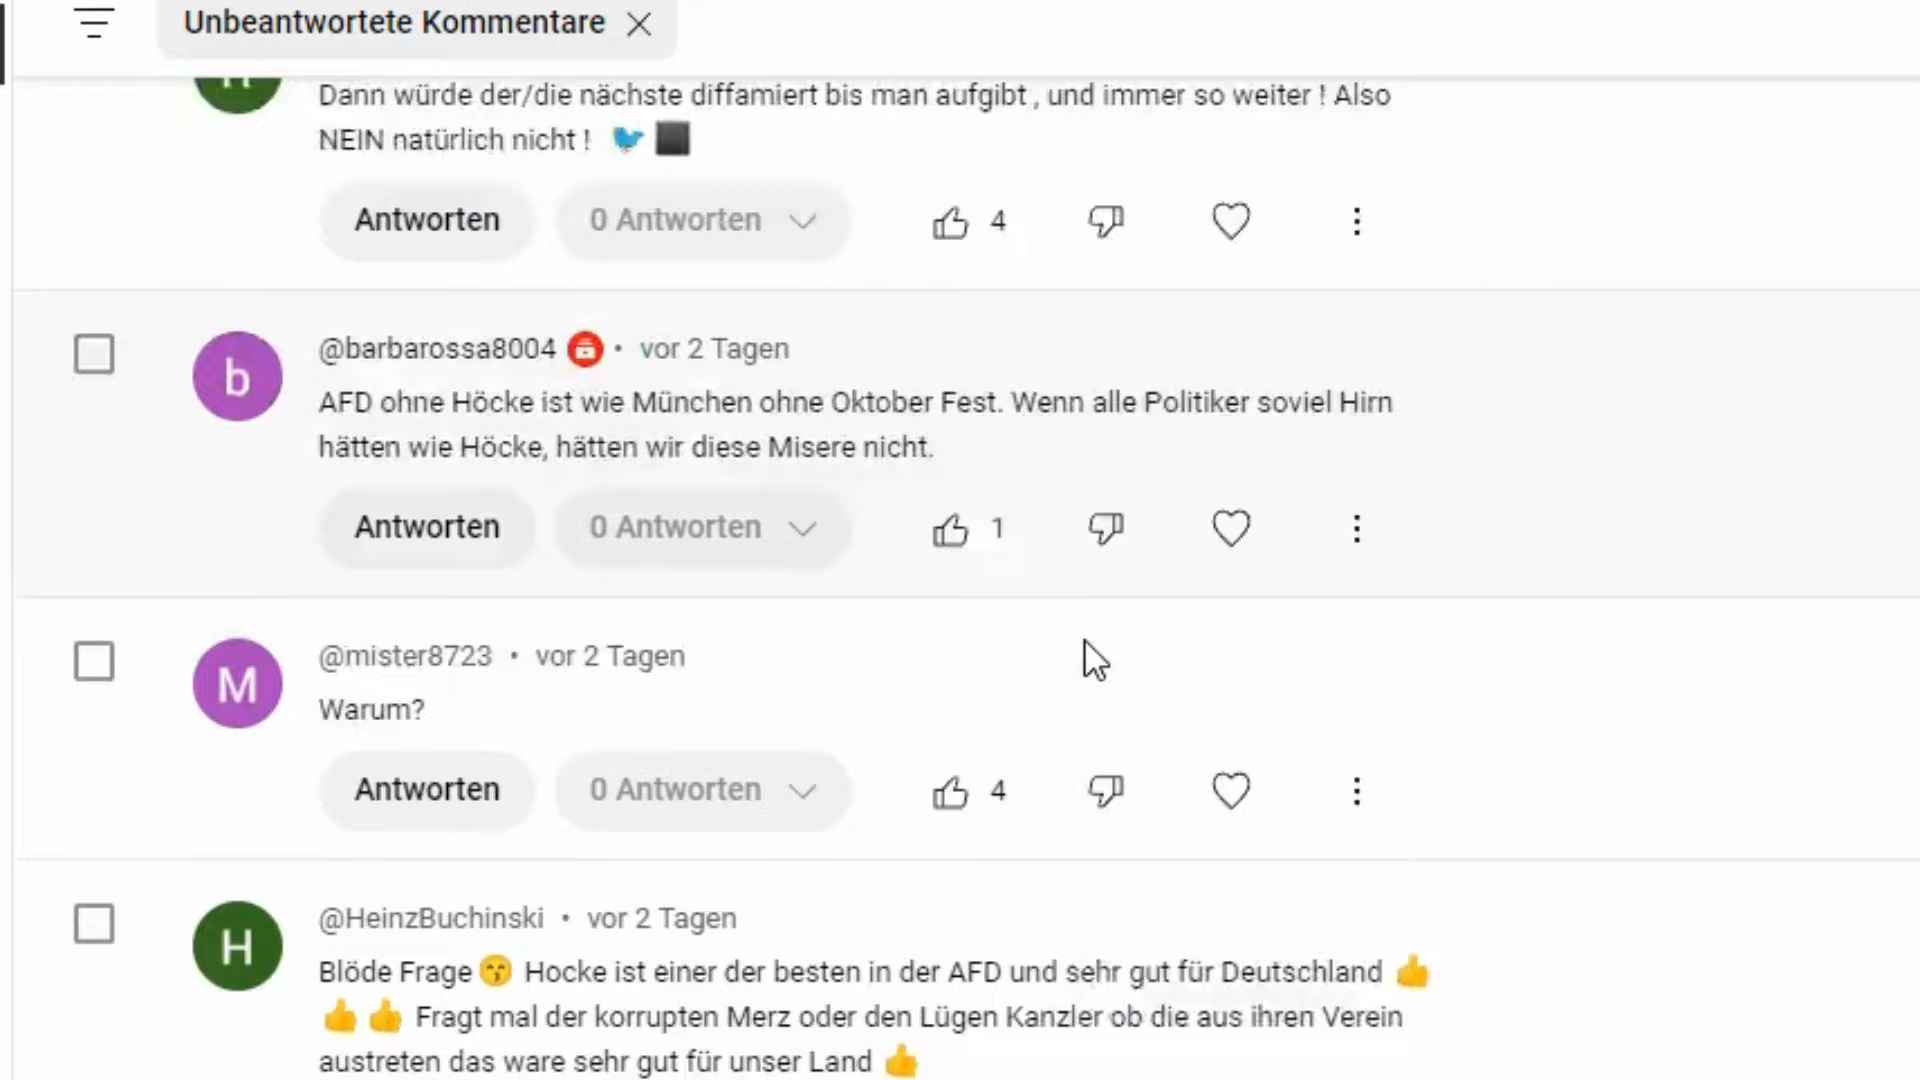 Unbeantwortete Kommentare
Dann würde der/die nächste diffamiert bis man aufgibt , und immer so weiter ! Also
NEIN natürlich nicht ! 🐦 ⬛
Antworten 0 Antworten 4
@barbarossa8004 • vor 2 Tagen
b
AFD ohne Höcke ist wie München ohne Oktober Fest. Wenn alle Politiker soviel Hirn
hätten wie Höcke, hätten wir diese Misere nicht.
Antworten 0 Antworten 1
@mister8723 • vor 2 Tagen
M
Warum?
Antworten 0 Antworten 4
@HeinzBuchinski • vor 2 Tagen
H
Blöde Frage 😙 Hocke ist einer der besten in der AFD und sehr gut für Deutschland 👍
👍 👍 Fragt mal der korrupten Merz oder den Lügen Kanzler ob die aus ihren Verein
austreten das ware sehr gut für unser Land 👍